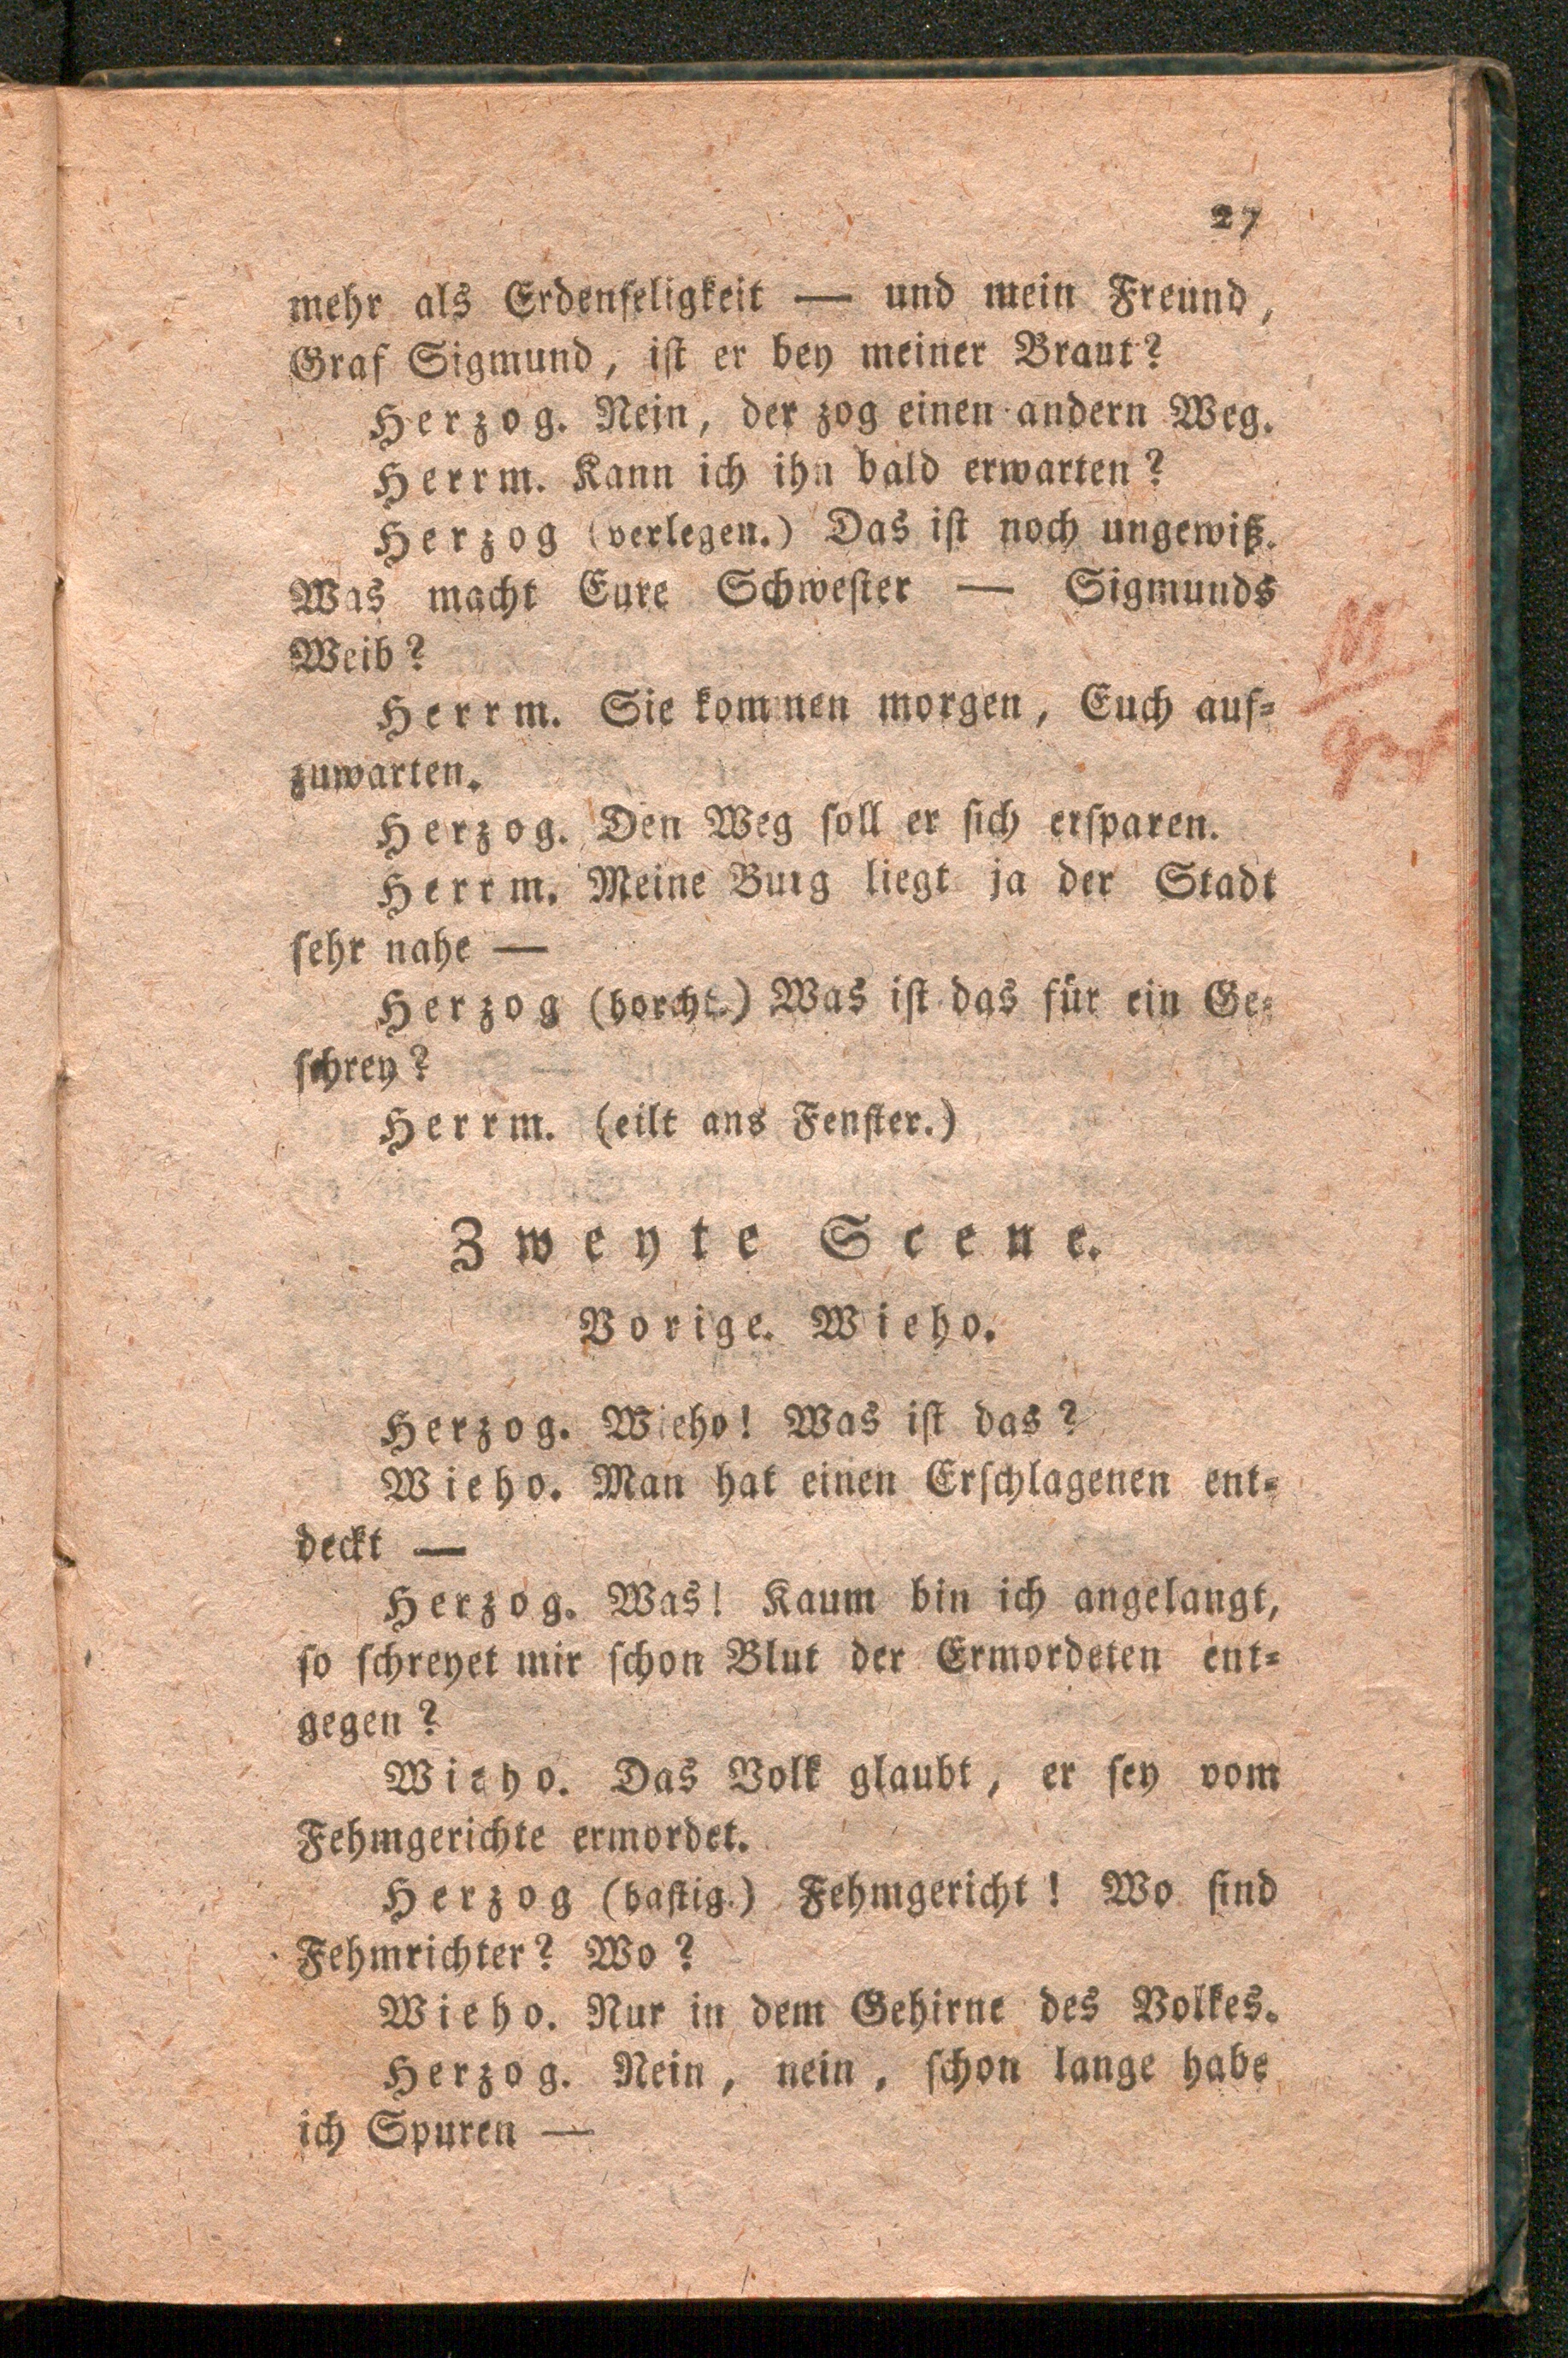 27
mehr als Erdenseligkeit — und mein Freund,
Graf Sigmund, ist er bey meiner Braut?
Herzog. Nein, der zog einen andern Weg.
Herrm. Kann ich ihn bald erwarten?
Herzog (verlegen.) Das ist noch ungewiß.
Was macht Eure Schwester — Sigmunds
Weib?
Herrm. Sie kommen morgen, Euch auf-
zuwarten.
Herzog. Den Weg soll er sich ersparen.
Herrm. Meine Burg liegt ja der Stadt
sehr nahe —
Herzog (horcht.) Was ist das für ein Ge-
schrey?
Herrm. (eilt ans Fenster.)
Zweyte Scene.
Vorige. Wieho.
Herzog. Wieho! Was ist das?
Wieho. Man hat einen Erschlagenen ent-
deckt —
Herzog. Was! Kaum bin ich angelangt,
so schreyet mir schon Blut der Ermordeten ent-
gegen?
Wieho. Das Volk glaubt, er sey vom
Fehmgerichte ermordet.
Herzog (hastig.) Fehmgericht! Wo sind
Fehmrichter? Wo?
Wieho. Nur in dem Gehirne des Volkes.
Herzog. Nein, nein, schon lange habe
ich Spuren —